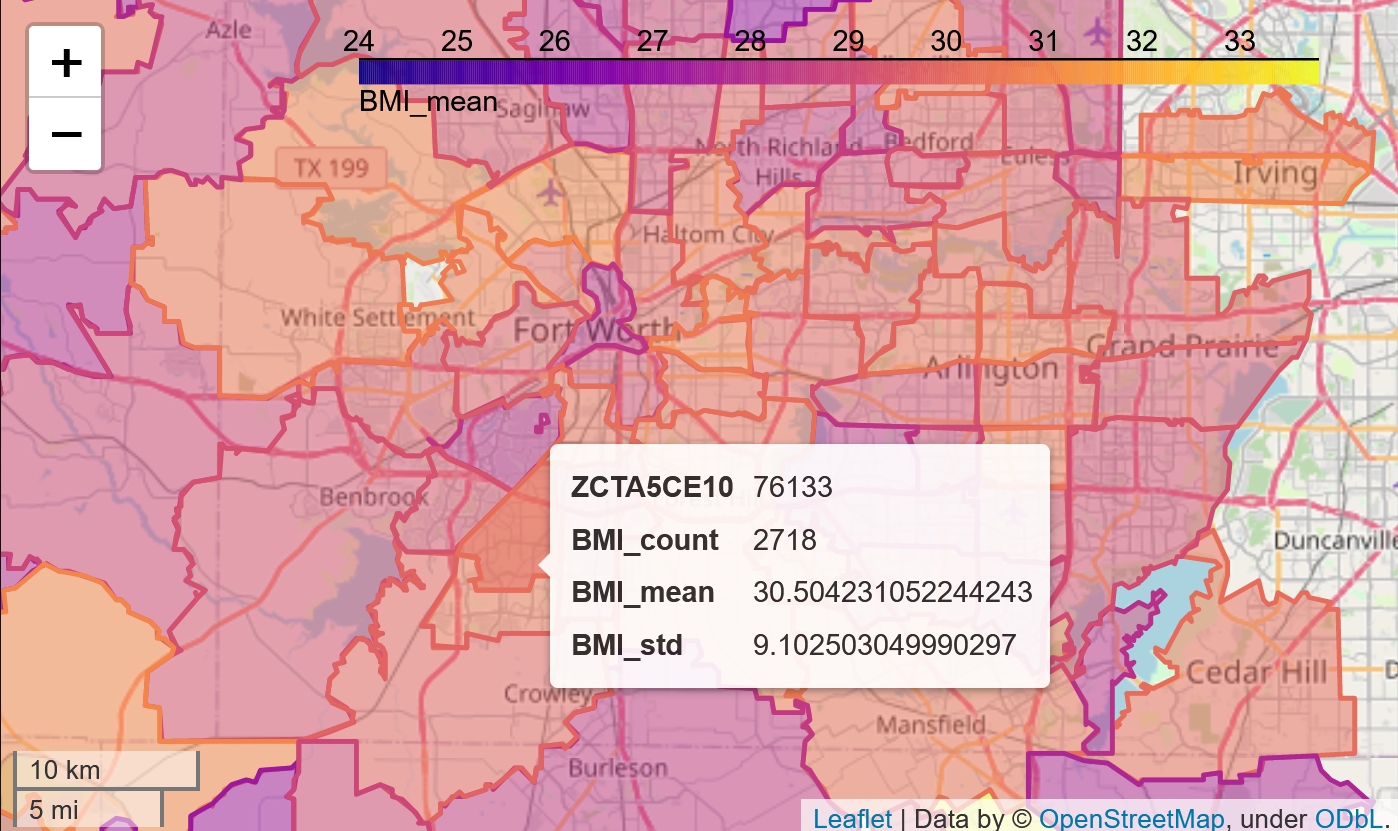 Azle
+
−
24 25 26 27 28 29 30 31 32 33
BMI_mean
Saginaw
North Richland
Hills
Bedford
Euless
TX 199
Irving
Haltom City
White Settlement
Fort Worth
Arlington
Grand Prairie
Benbrook
ZCTA5CE10 76133
BMI_count 2718
BMI_mean 30.504231052244243
BMI_std 9.102503049990297
Duncanville
Cedar Hill
Crowley
Mansfield
Burleson
10 km
5 mi
Leaflet | Data by © OpenStreetMap, under ODbL.